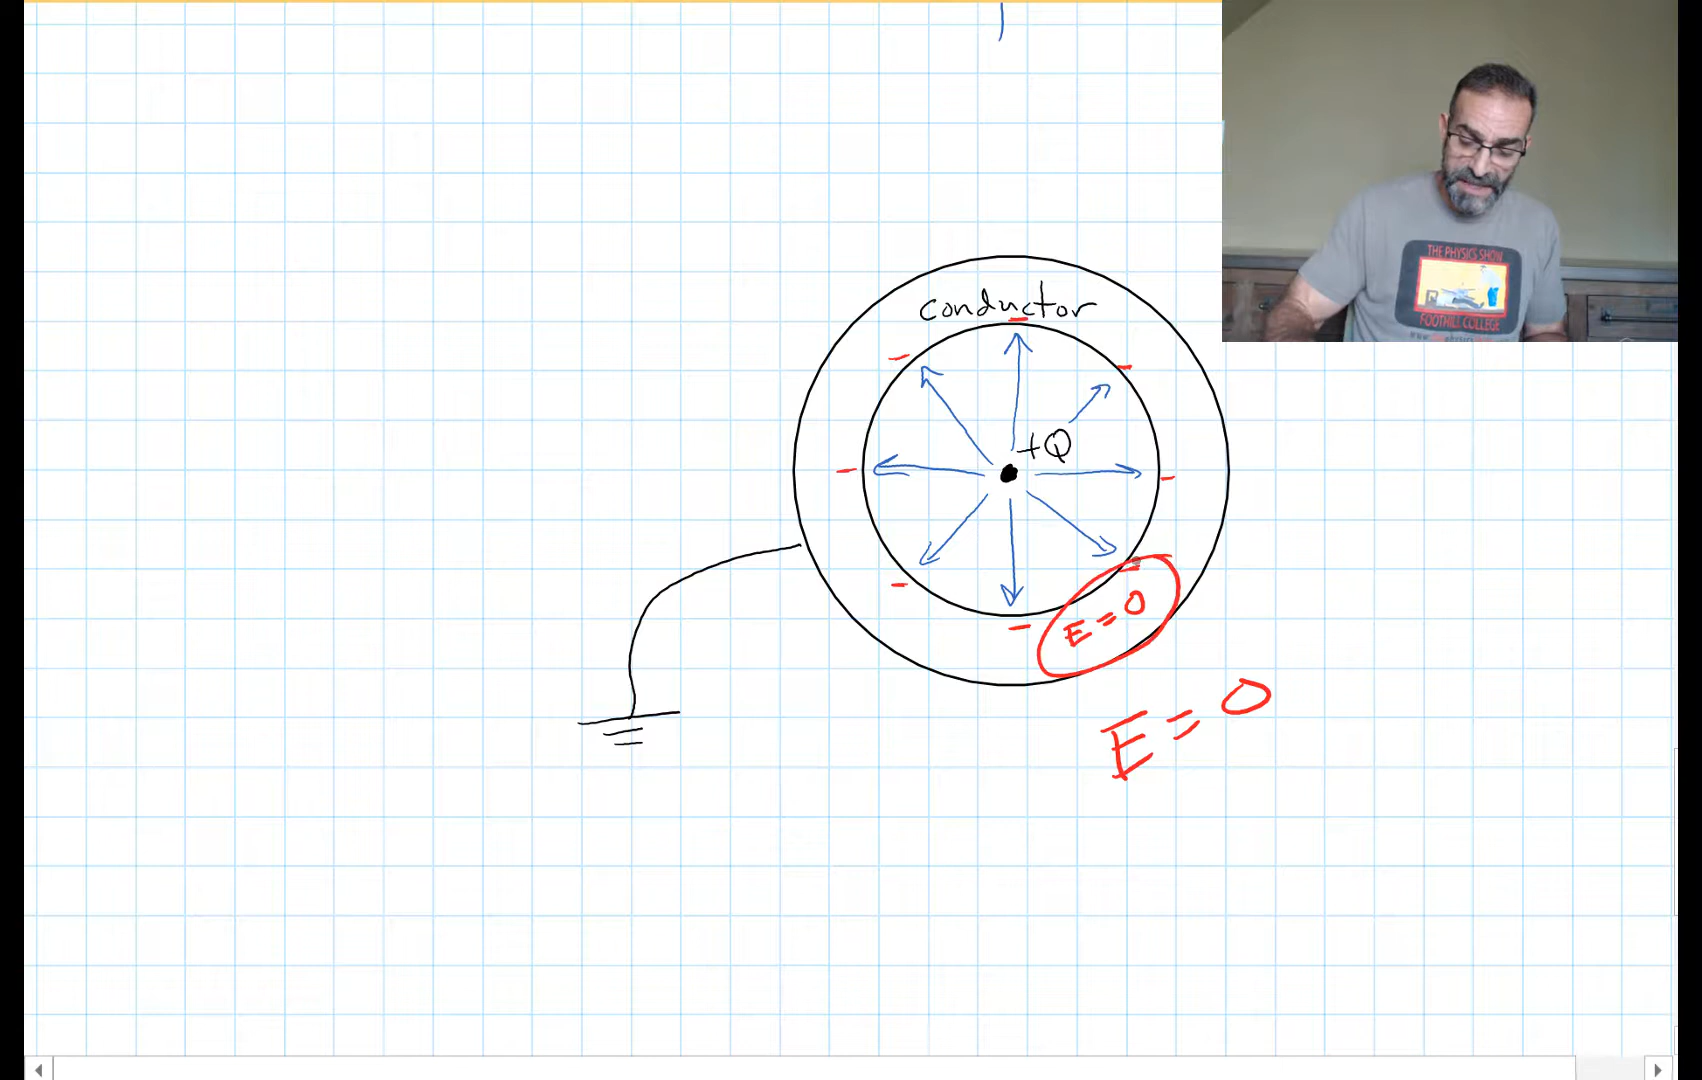 THE PHYSICS SHOW
FOOTHILL COLLEGE
conductor
+Q
E = 0
E = 0